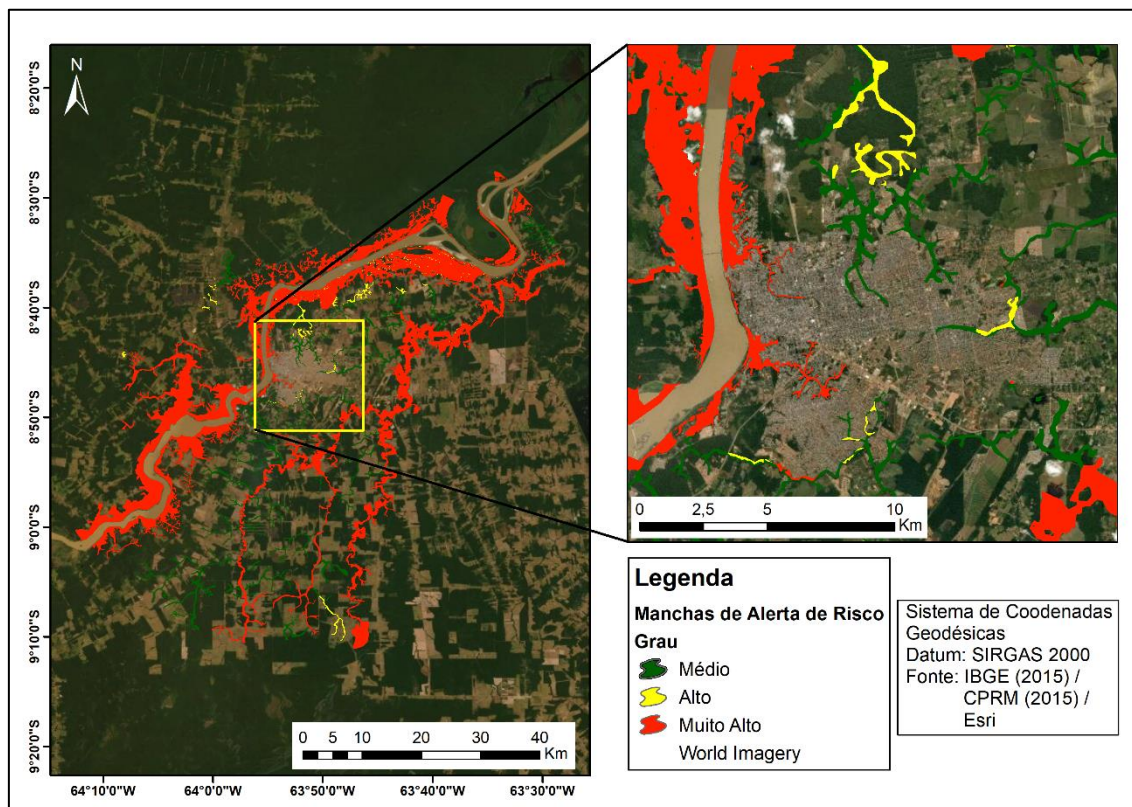 N
8°20'0"S
8°30'0"S
8°40'0"S
8°50'0"S
9°0'0"S
9°10'0"S
9°20'0"S
64°10'0"W
64°0'0"W
63°50'0"W
63°40'0"W
63°30'0"W
0 5 10 20 30 40
Km
0 2,5 5 10
Km
Legenda
Manchas de Alerta de Risco
Grau
Médio
Alto
Muito Alto
World Imagery
Sistema de Coodenadas
Geodésicas
Datum: SIRGAS 2000
Fonte: IBGE (2015) /
CPRM (2015) /
Esri